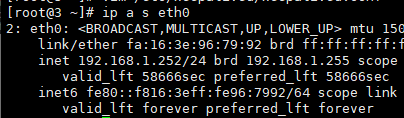 [root@3 ~]# ip a s eth0
2: eth0: <BROADCAST,MULTICAST,UP,LOWER_UP> mtu 150
link/ether fa:16:3e:96:79:92 brd ff:ff:ff:ff:f
inet 192.168.1.252/24 brd 192.168.1.255 scope
valid_lft 58666sec preferred_lft 58666sec
inet6 fe80::f816:3eff:fe96:7992/64 scope link
valid_lft forever preferred_lft forever